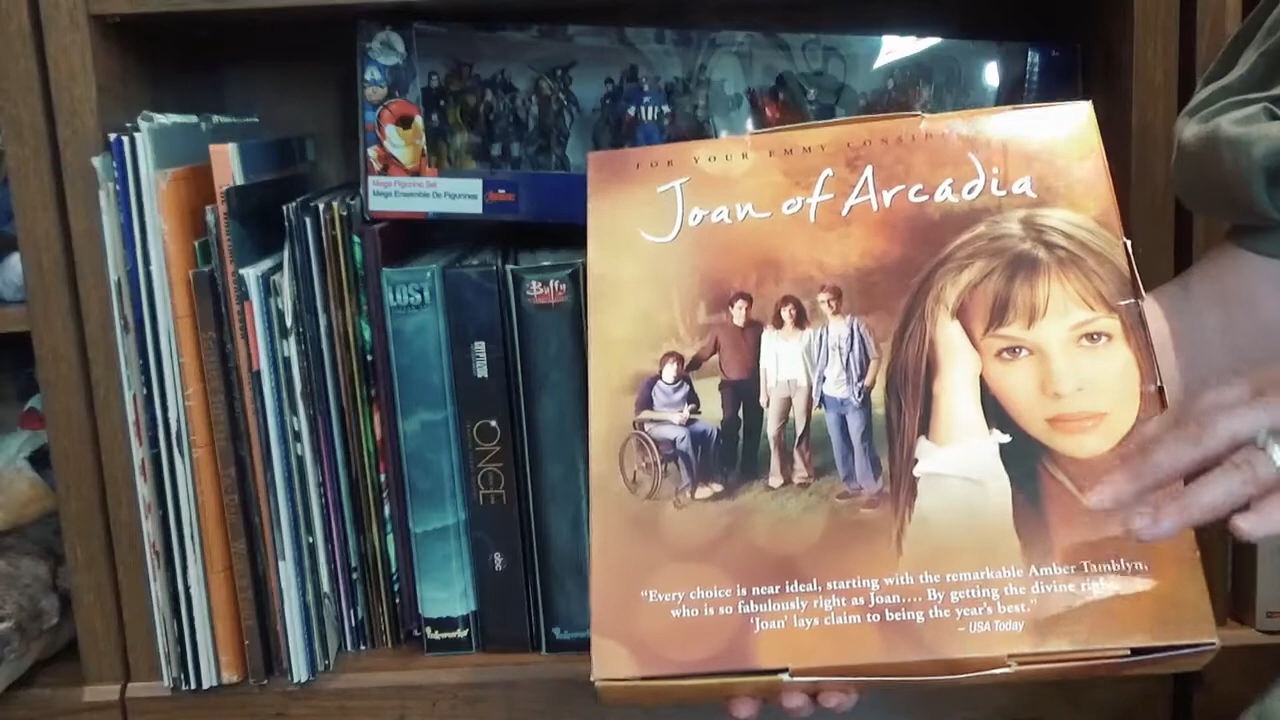 Mega Figurine Set
Mega Ensemble De Figurines
LOST
Buffy
ONCE
abc
Inkworks
FOR YOUR EMMY
Joan of Arcadia
“Every choice is near ideal, starting with the remarkable Amber Tamblyn,
who is so fabulously right as Joan.... By getting the divine right,
'Joan' lays claim to being the year's best.”
– USA Today